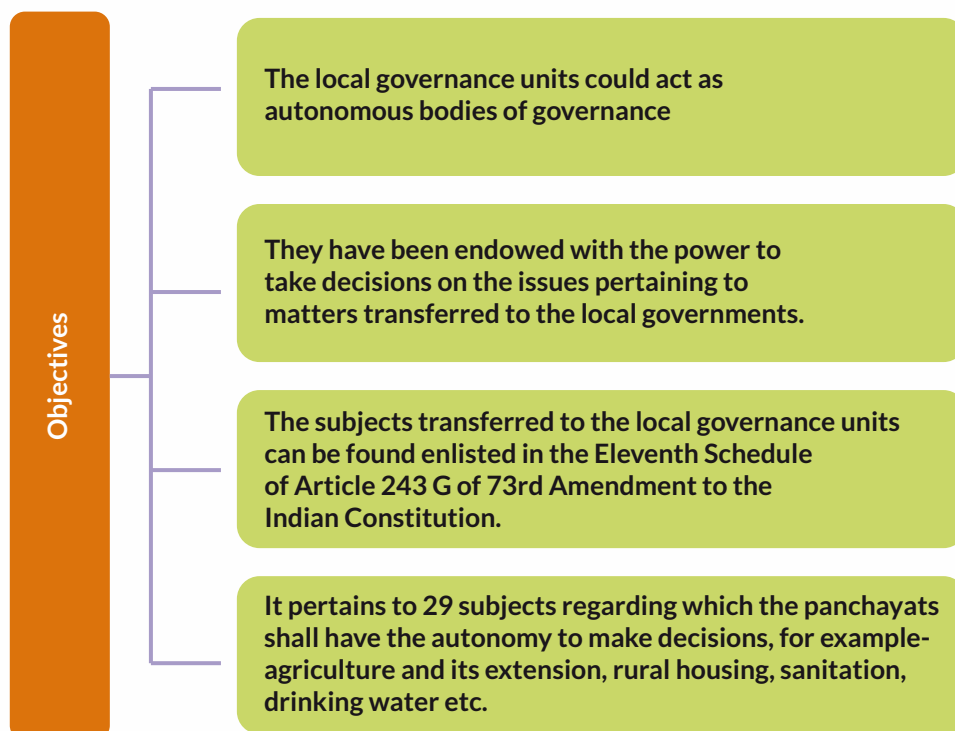 Objectives
The local governance units could act as
autonomous bodies of governance
They have been endowed with the power to
take decisions on the issues pertaining to
matters transferred to the local governments.
The subjects transferred to the local governance units
can be found enlisted in the Eleventh Schedule
of Article 243 G of 73rd Amendment to the
Indian Constitution.
It pertains to 29 subjects regarding which the panchayats
shall have the autonomy to make decisions, for example-
agriculture and its extension, rural housing, sanitation,
drinking water etc.